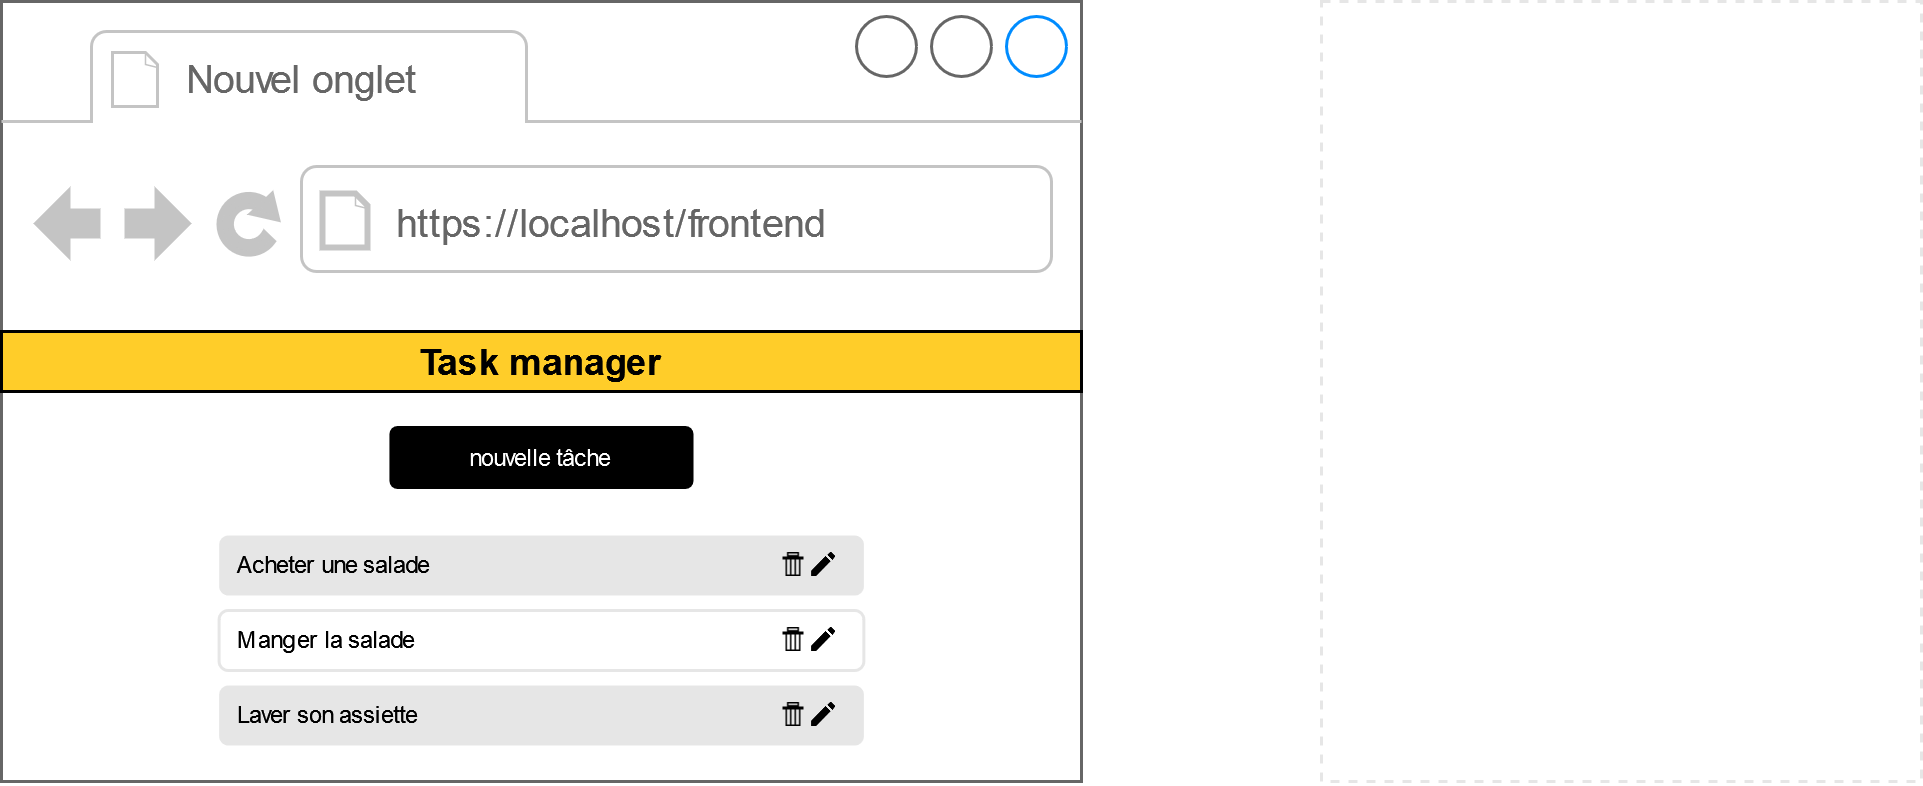 Nouvel onglet
https://localhost/frontend
Task manager
nouvelle tâche
Acheter une salade
Manger la salade
Laver son assiette